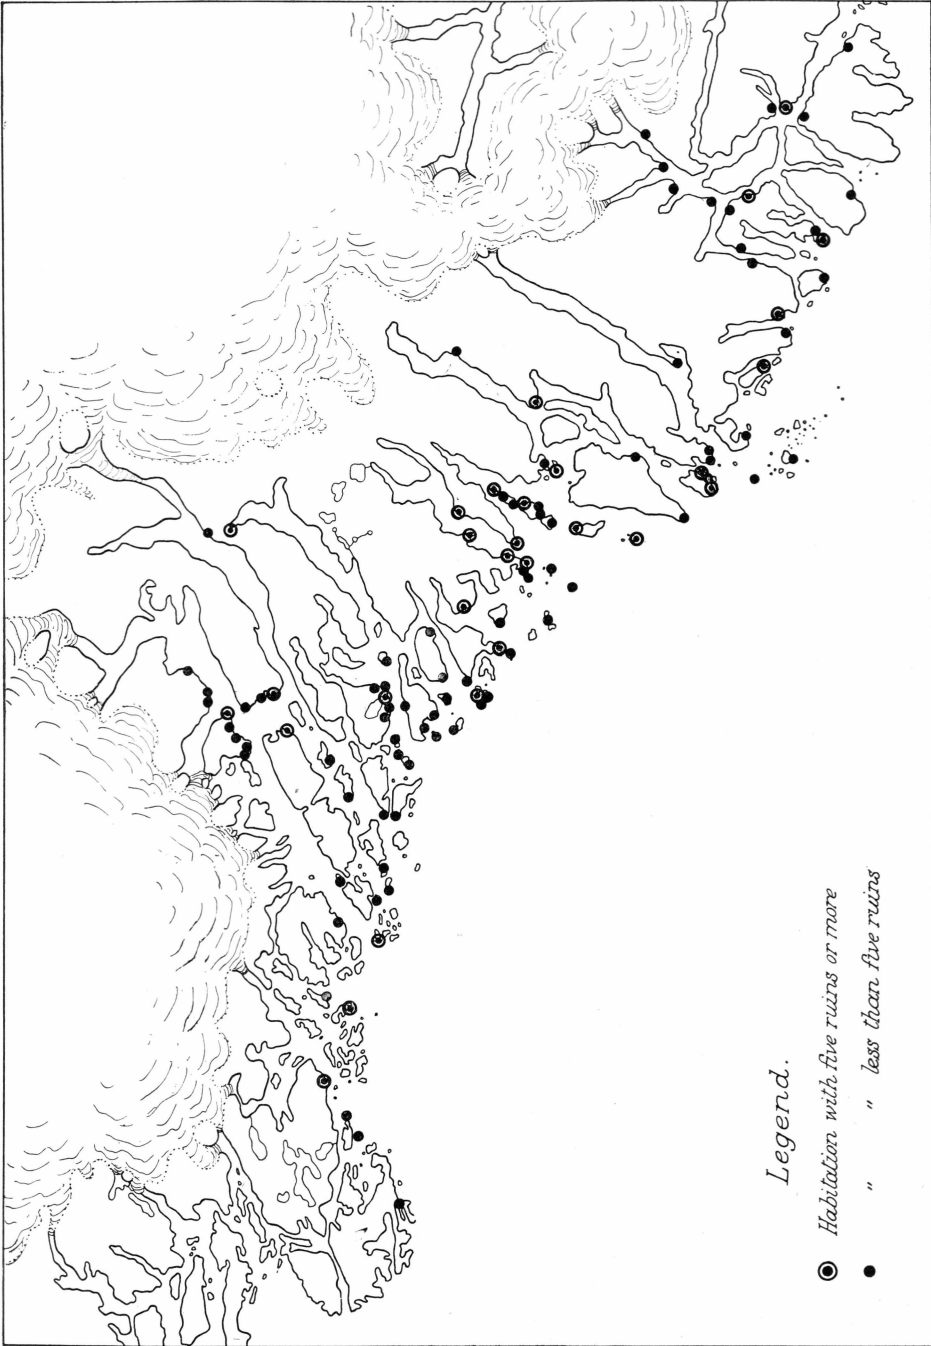 Legend.
Habitation with five ruins or more
" " less than five ruins